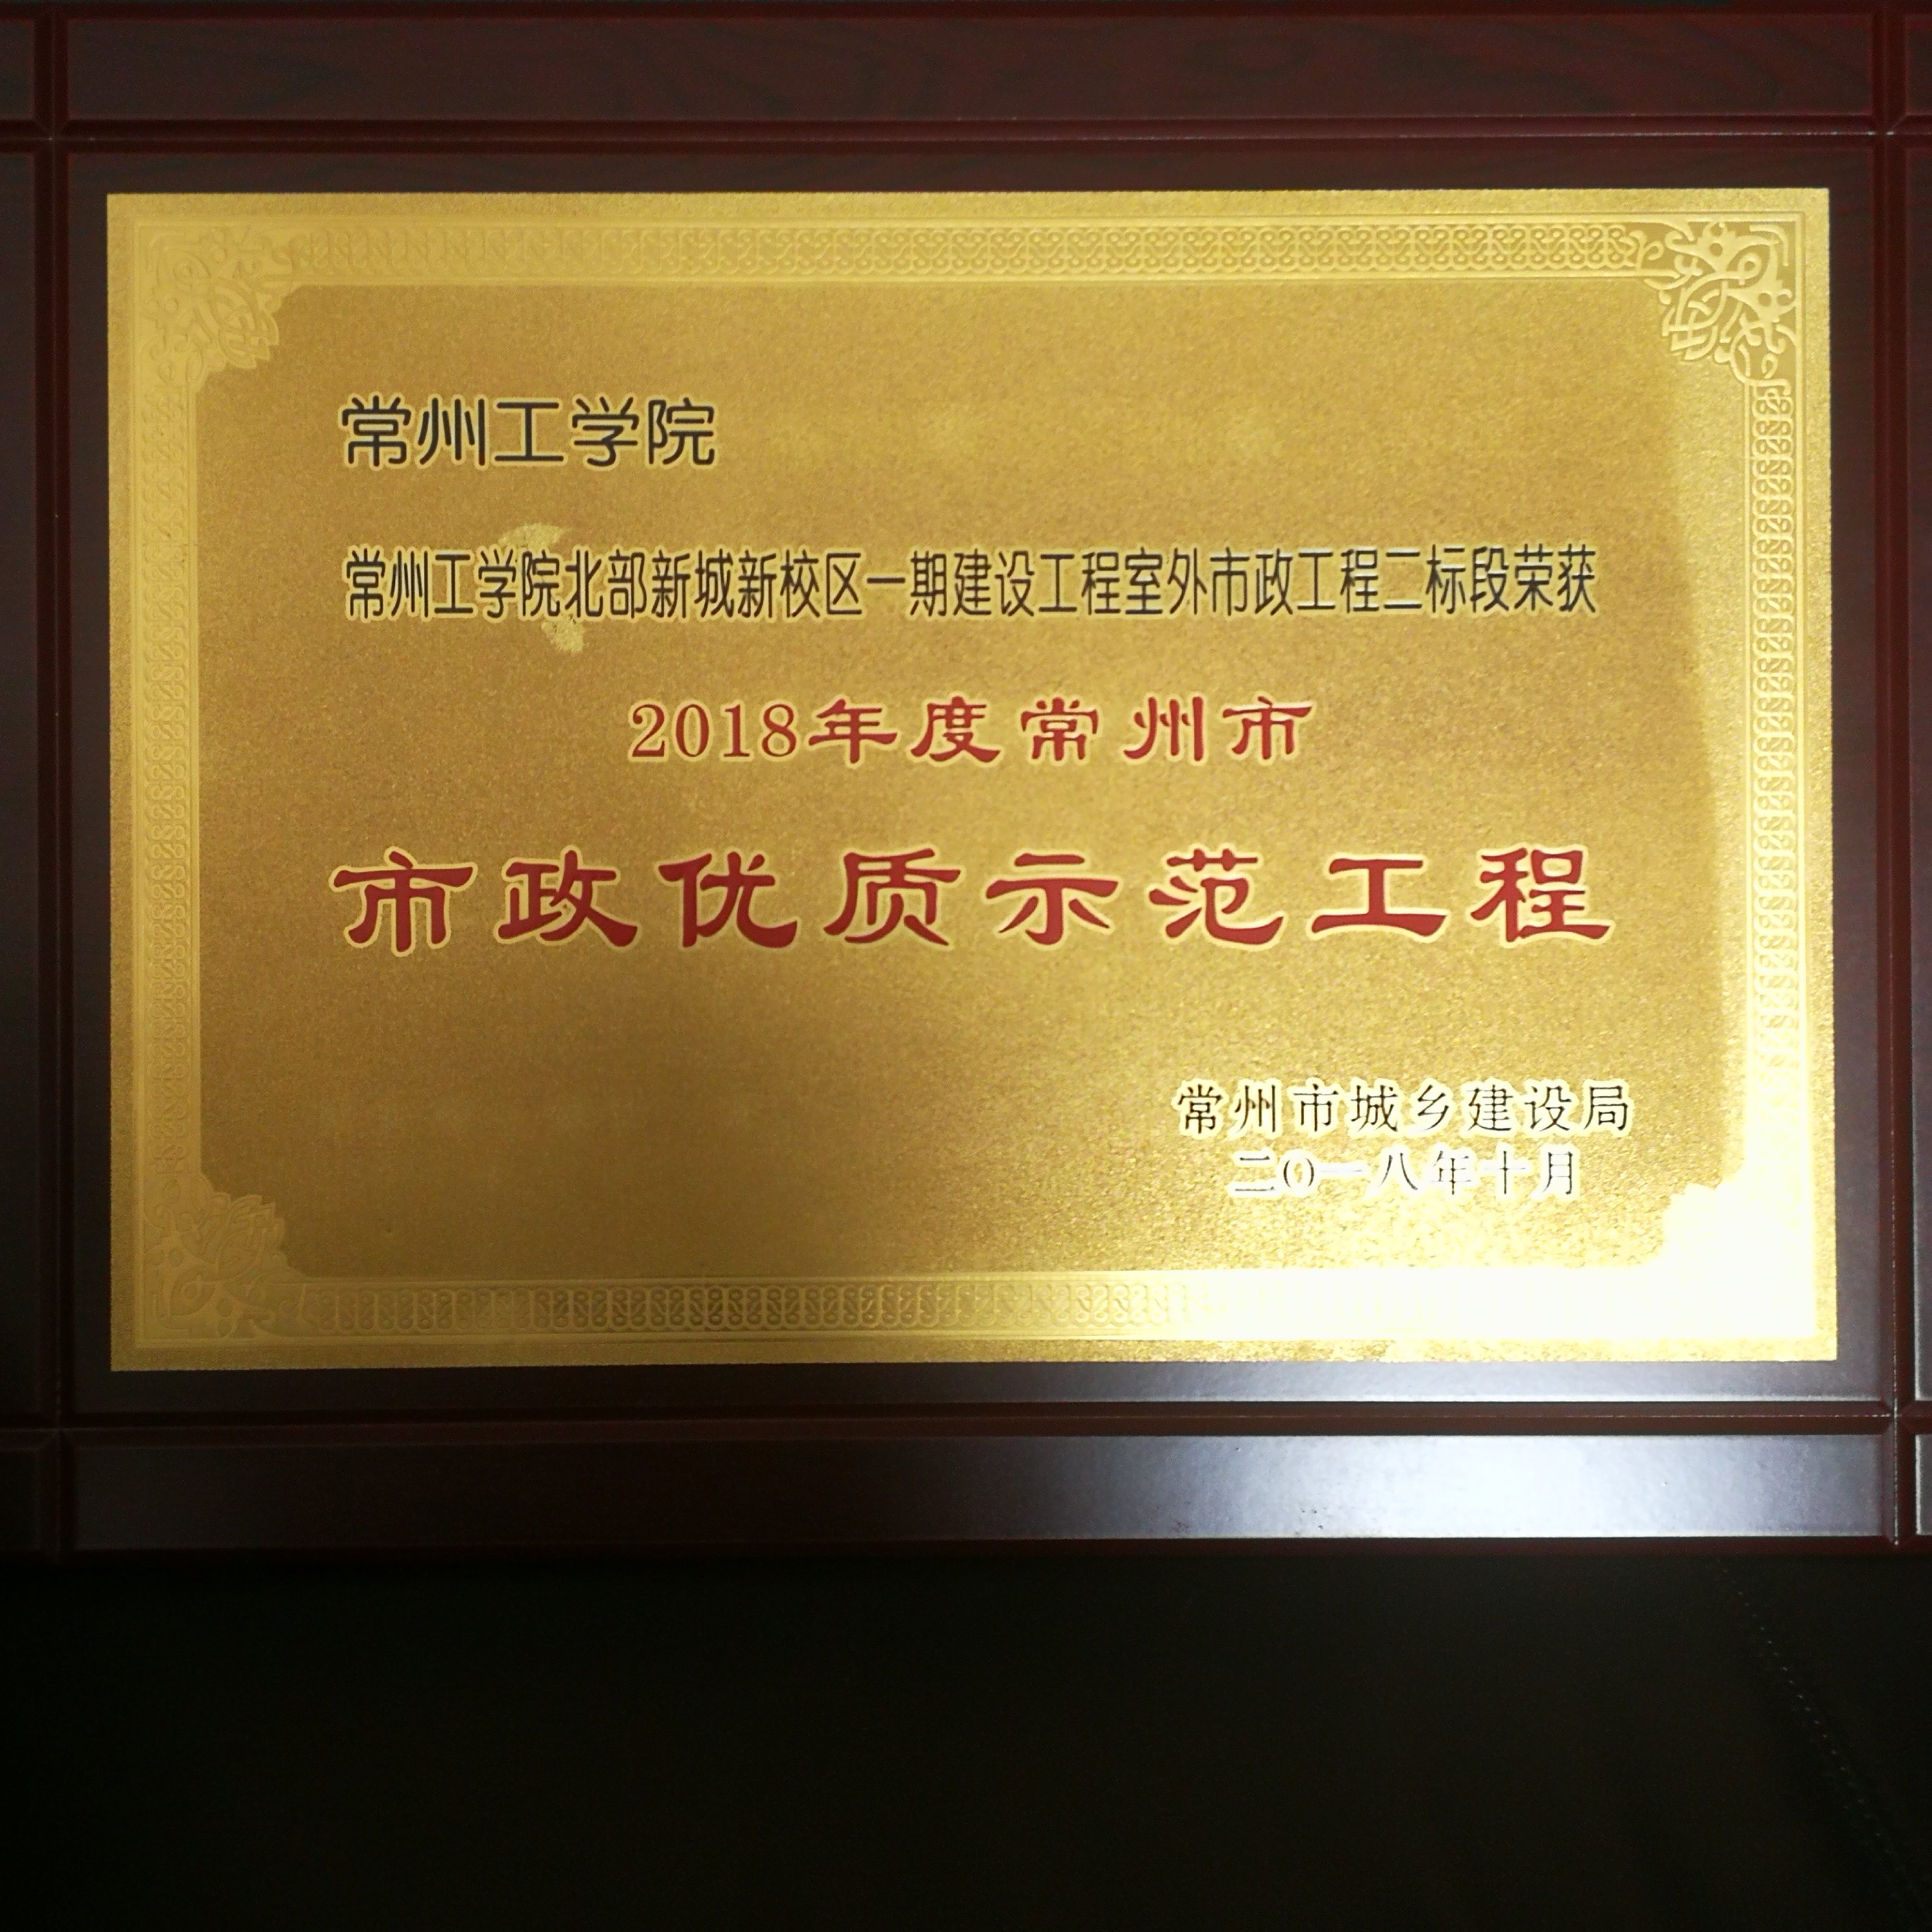 常州工学院
常州工学院北部新城新校区一期建设工程室外市政工程二标段荣获
2018年度常州市
市政优质示范工程
常州市城乡建设局
二〇一八年十月